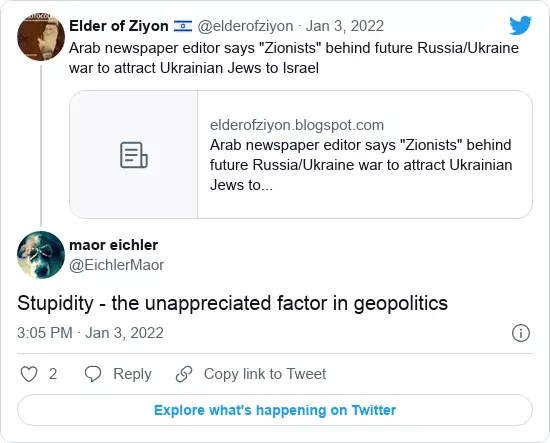 Elder of Ziyon 🇮🇱 @elderofziyon · Jan 3, 2022
Arab newspaper editor says "Zionists" behind future Russia/Ukraine
war to attract Ukrainian Jews to Israel
elderofziyon.blogspot.com
Arab newspaper editor says "Zionists" behind
future Russia/Ukraine war to attract Ukrainian
Jews to...
maor eichler
@EichlerMaor
Stupidity - the unappreciated factor in geopolitics
3:05 PM · Jan 3, 2022
2 Reply Copy link to Tweet
Explore what's happening on Twitter